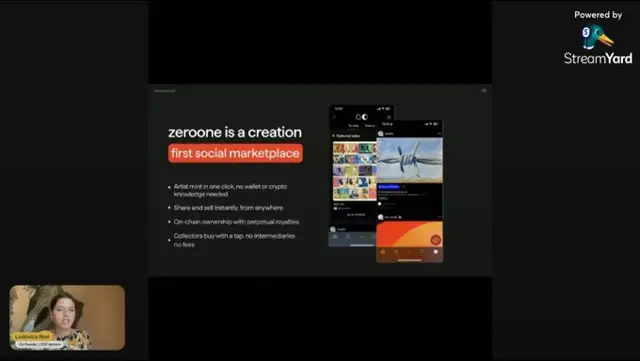 Powered by
StreamYard
zeroone is a creation
first social marketplace
Artist mint in one click, no wallet or crypto
knowledge needed
Share and sell instantly, from anywhere
On-chain ownership with perpetual royalties
Collectors buy with a tap, no intermediaries
no fees